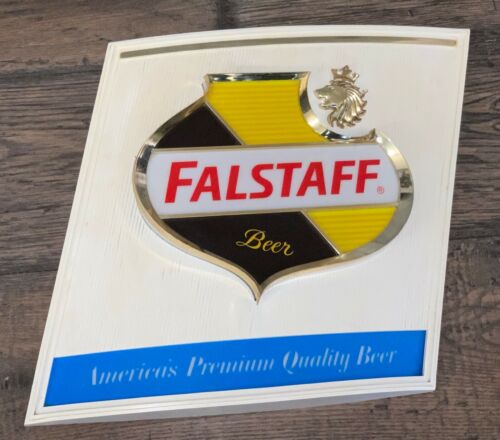 FALSTAFF®
Beer
America's Premium Quality Beer